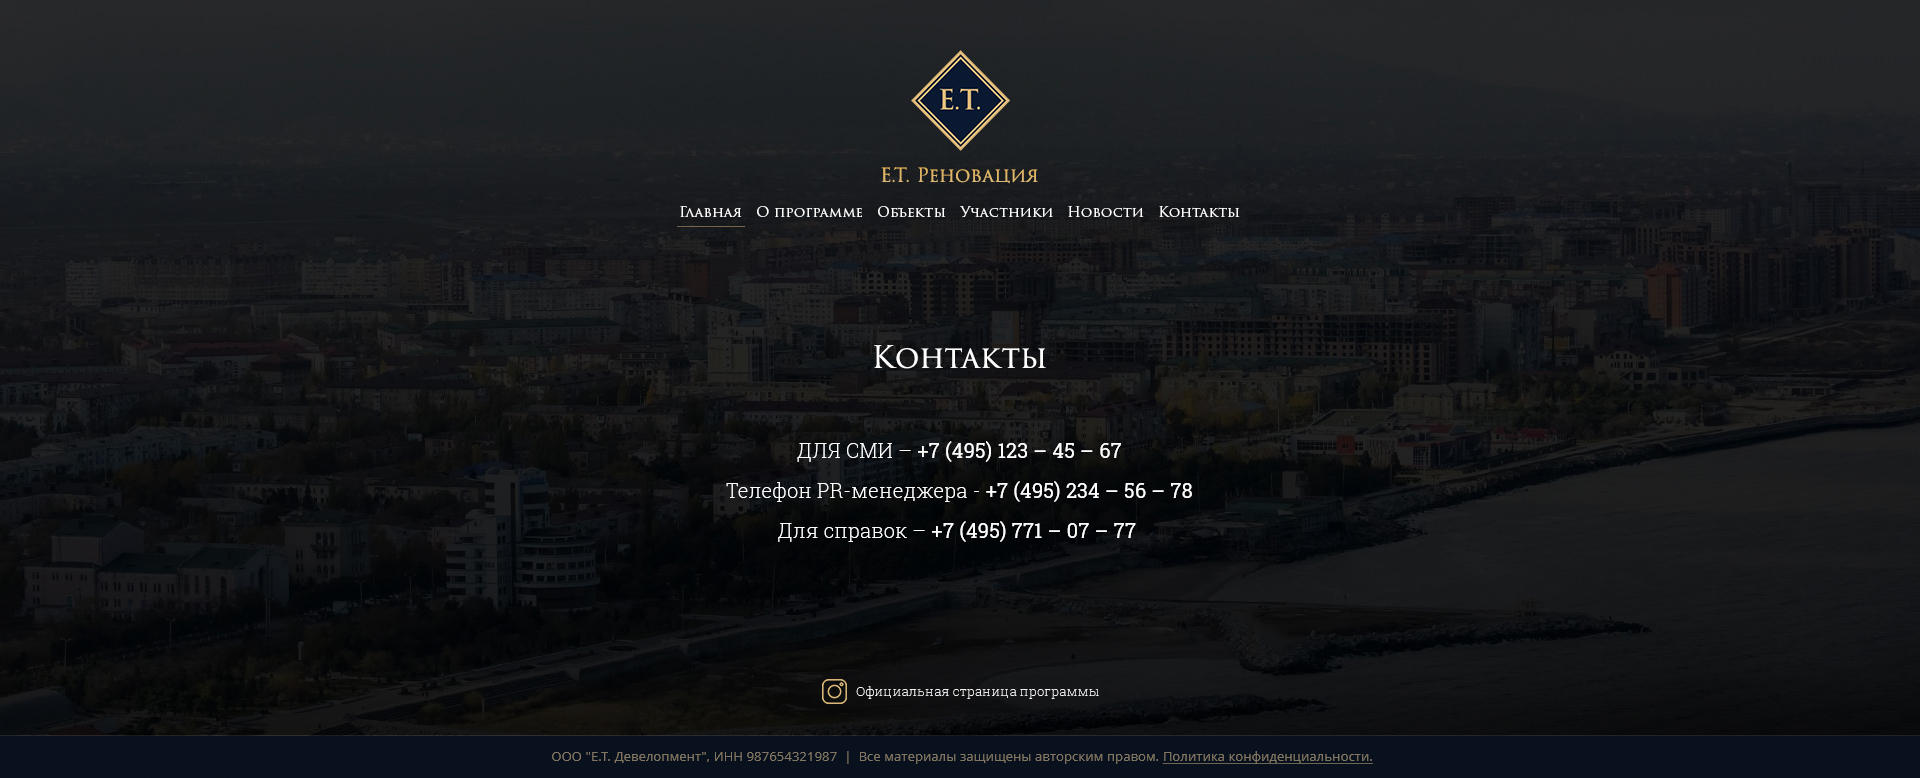 Е.Т.
Е.Т. Реновация
Главная О программе Объекты Участники Новости Контакты
Контакты
ДЛЯ СМИ – +7 (495) 123 – 45 – 67
Телефон PR-менеджера - +7 (495) 234 – 56 – 78
Для справок – +7 (495) 771 – 07 – 77
Официальная страница программы
ООО "Е.Т. Девелопмент", ИНН 987654321987 | Все материалы защищены авторским правом. Политика конфиденциальности.